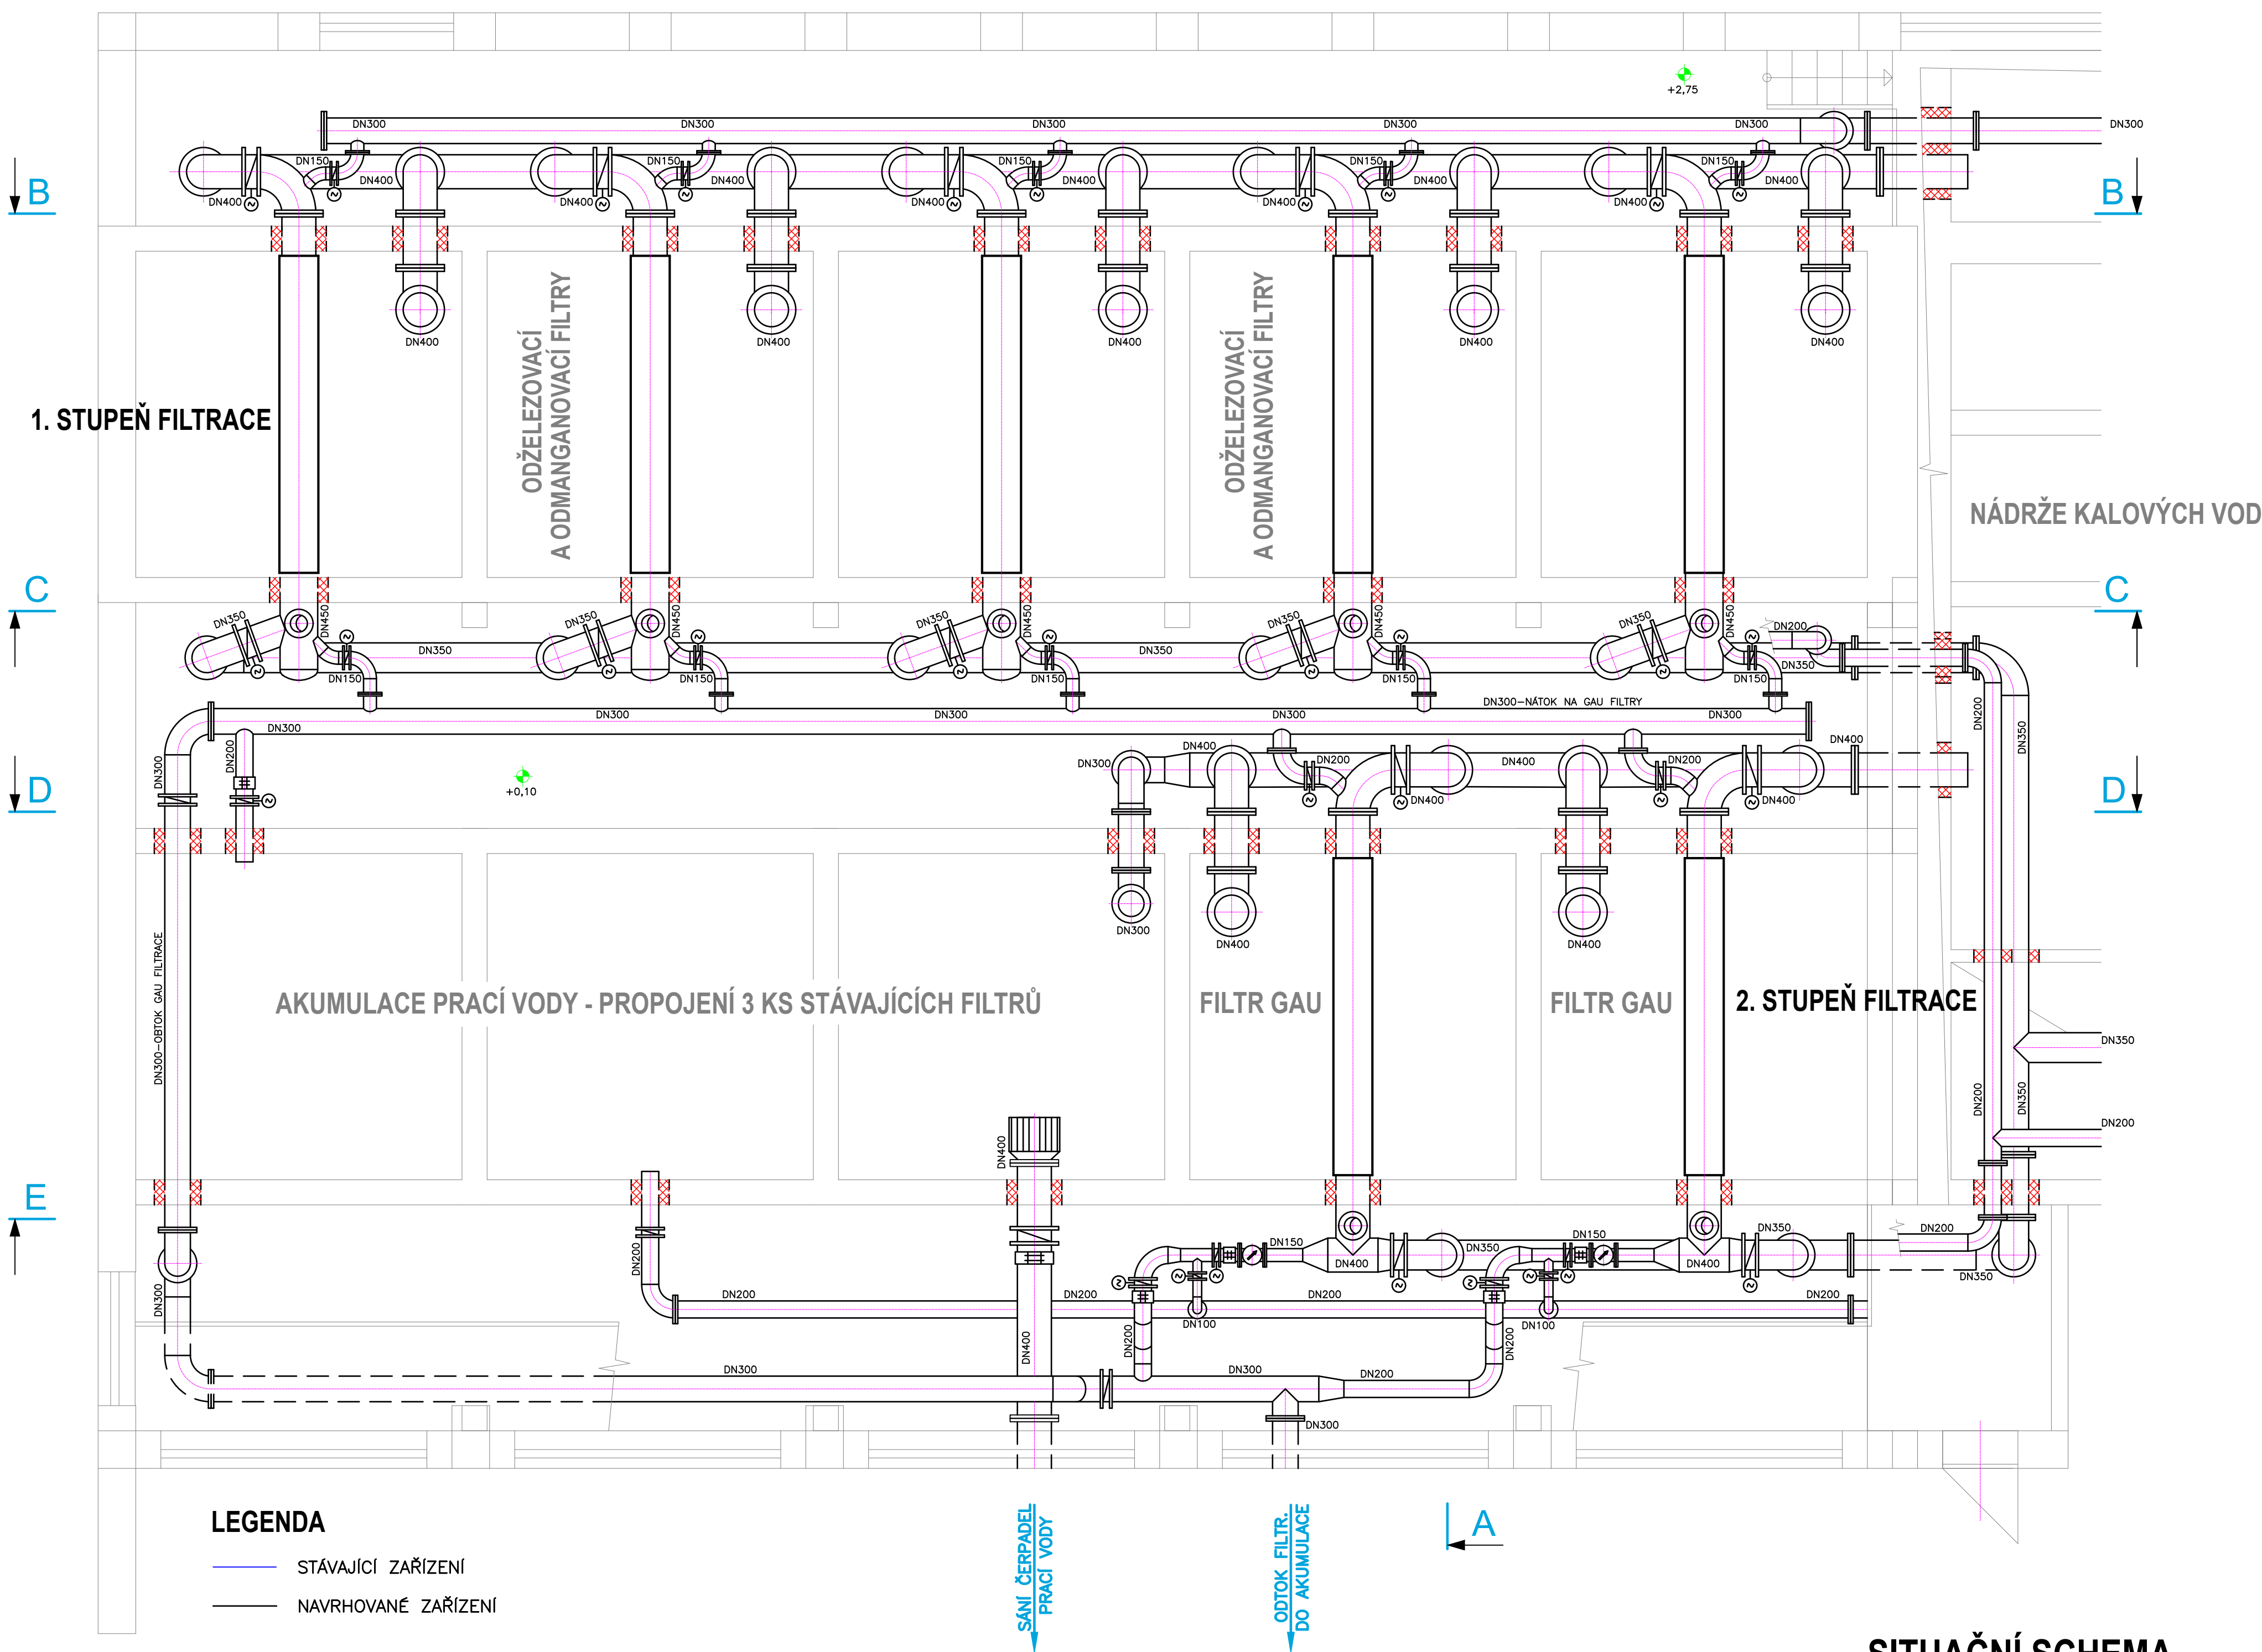 +2,75
DN300
DN300
DN300
DN300
DN300
DN300
DN150
DN150
DN150
DN150
DN150
DN400
DN400
DN400
DN400
DN400
B
B
DN400
DN400
DN400
DN400
DN400
DN400
DN400
DN400
DN400
DN400
ODŽELEZOVACÍ
A ODMANGANOVACÍ FILTRY
ODŽELEZOVACÍ
A ODMANGANOVACÍ FILTRY
1. STUPEŇ FILTRACE
NÁDRŽE KALOVÝCH VOD
C
C
DN350
DN450
DN350
DN450
DN350
DN450
DN350
DN450
DN350
DN450
DN200
DN350
DN350
DN350
DN150
DN150
DN150
DN150
DN150
DN200
DN350
DN300-NÁTOK NA GAU FILTRY
DN300
DN300
DN300
DN300
DN300
DN200
DN300
DN400
DN400
DN300
DN200
DN400
DN200
D
+0,10
DN400
DN400
D
DN300
DN400
DN400
DN300-OBTOK GAU FILTRACE
AKUMULACE PRACÍ VODY - PROPOJENÍ 3 KS STÁVAJÍCÍCH FILTRŮ
FILTR GAU
FILTR GAU
2. STUPEŇ FILTRACE
DN350
DN200
DN350
DN200
DN400
E
DN200
DN150
DN350
DN150
DN350
DN200
DN400
DN400
DN350
DN300
DN200
DN200
DN200
DN200
DN100
DN100
DN400
DN200
DN200
DN300
DN300
DN200
DN300
LEGENDA
STÁVAJÍCÍ ZAŘÍZENÍ
NAVRHOVANÉ ZAŘÍZENÍ
SÁNÍ ČERPADEL
PRACÍ VODY
ODTOK FILTR.
DO AKUMULACE
A
SITUAČNÍ SCHEMA